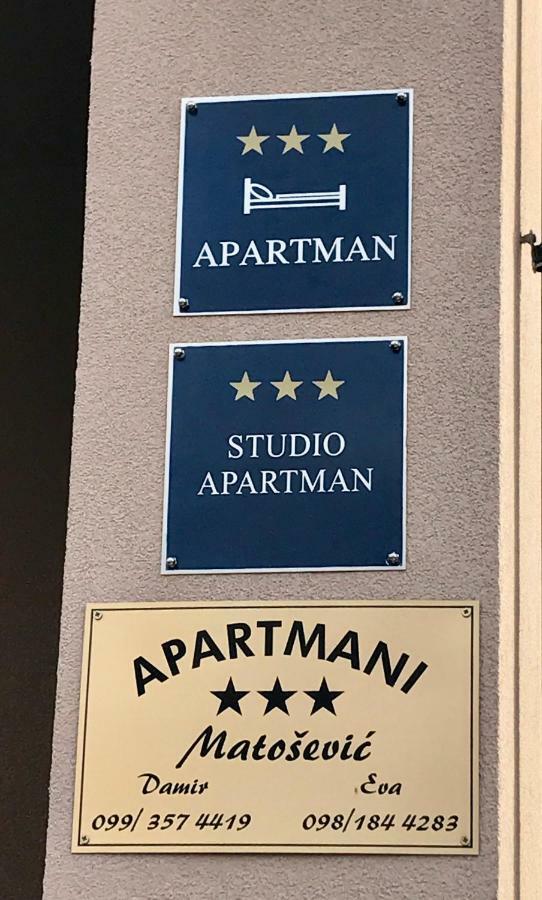 APARTMAN
STUDIO
APARTMAN
APARTMANI
Matošević
Damir Eva
099/ 357 4419 098/184 4283